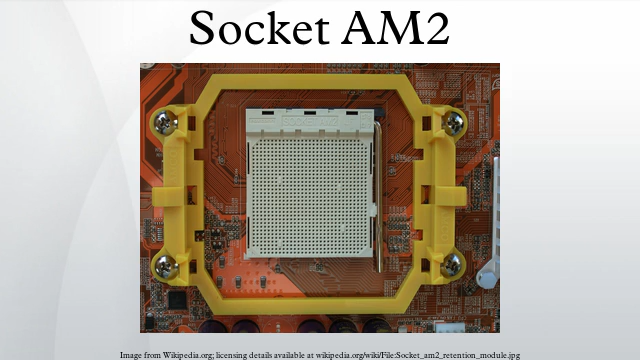 Socket AM2
Image from Wikipedia.org; licensing details available at wikipedia.org/wiki/File:Socket_am2_retention_module.jpg